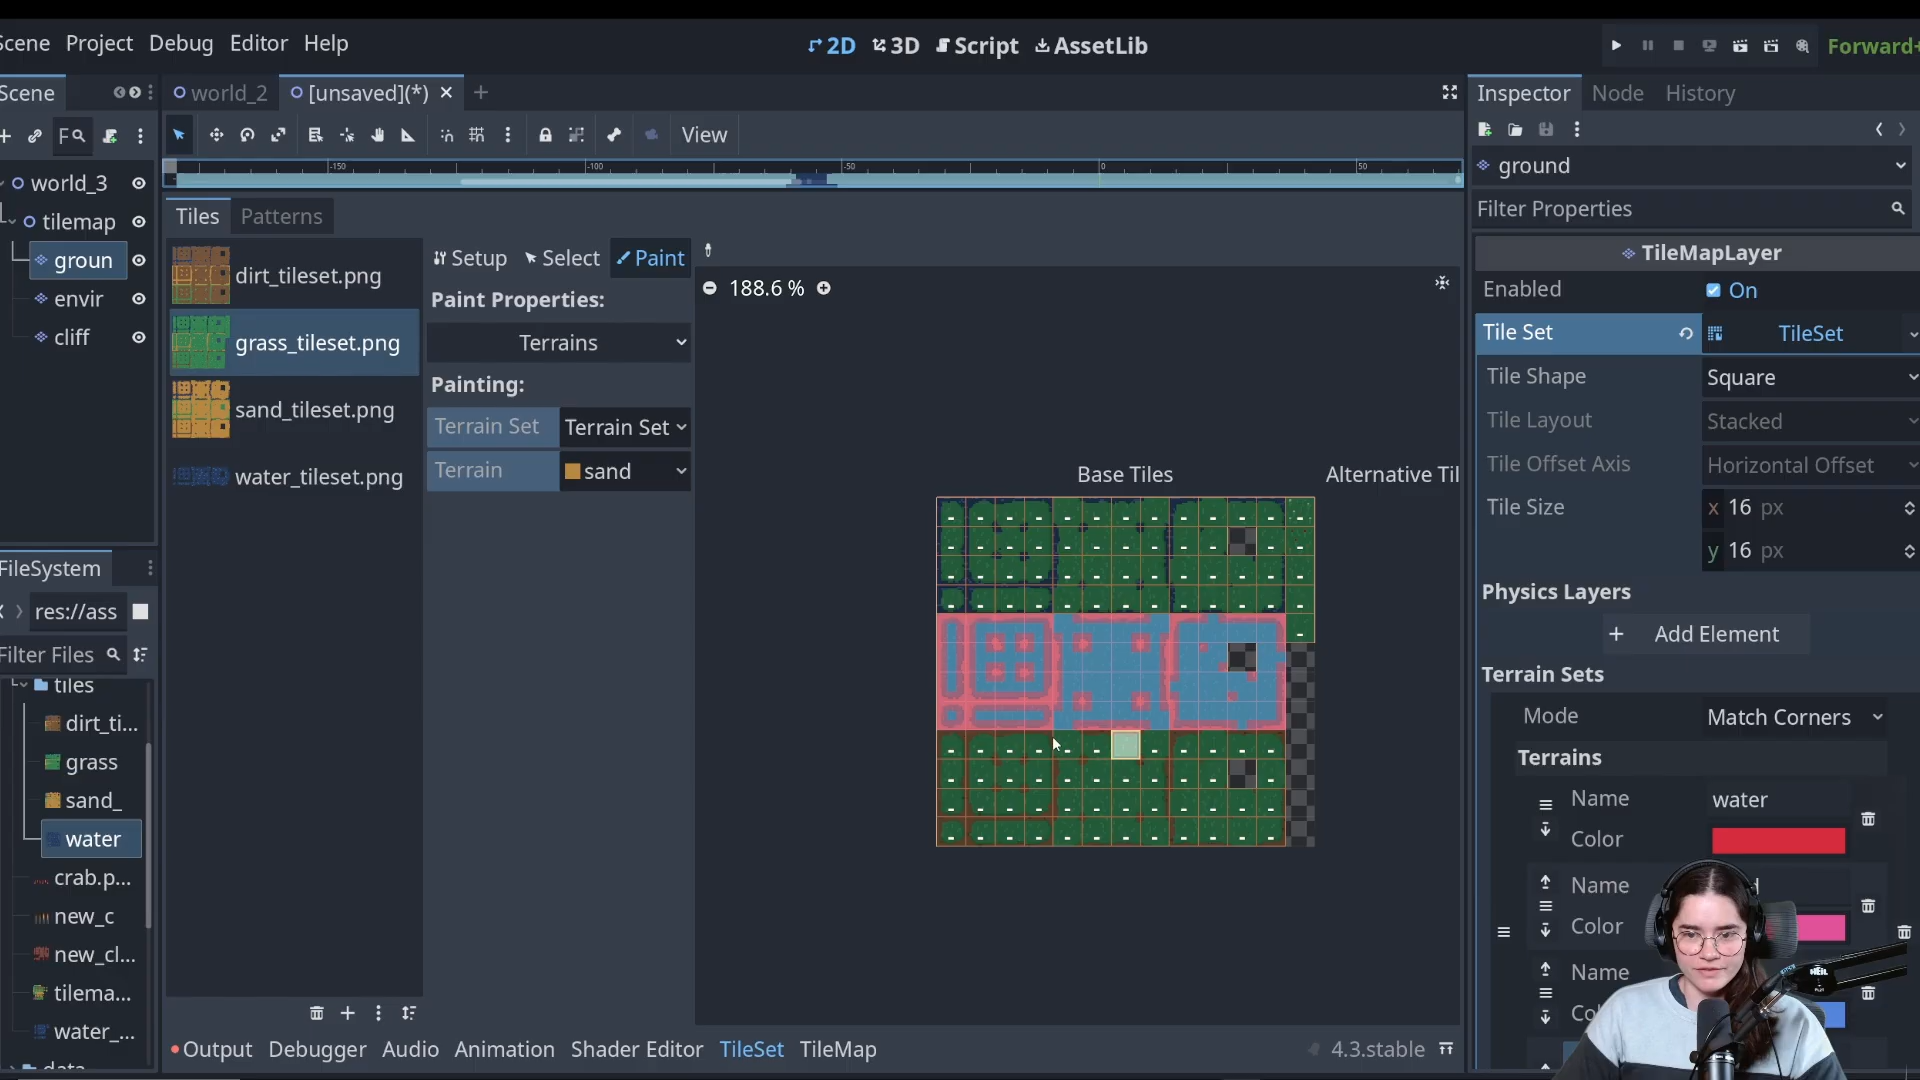 Scene Project Debug Editor Help
2D 3D Script AssetLib
Forward+
Scene
world_2 [unsaved](*)
Inspector Node History
View
-150 -100 -50 0 50
world_3
tilemap
groun
envir
cliff
Tiles Patterns
dirt_tileset.png
grass_tileset.png
sand_tileset.png
water_tileset.png
Setup Select Paint
Paint Properties:
Terrains
Painting:
Terrain Set Terrain Set
Terrain sand
188.6 %
Base Tiles
Alternative Til
ground
Filter Properties
TileMapLayer
Enabled On
Tile Set TileSet
Tile Shape Square
Tile Layout Stacked
Tile Offset Axis Horizontal Offset
Tile Size x 16 px
y 16 px
Physics Layers
Add Element
Terrain Sets
Mode Match Corners
Terrains
Name water
Color
Name
Color
Name
FileSystem
res://ass
Filter Files
tiles
dirt_ti...
grass
sand_
water
crab.p...
new_c
new_cl...
tilema...
water_...
Output Debugger Audio Animation Shader Editor TileSet TileMap
4.3.stable